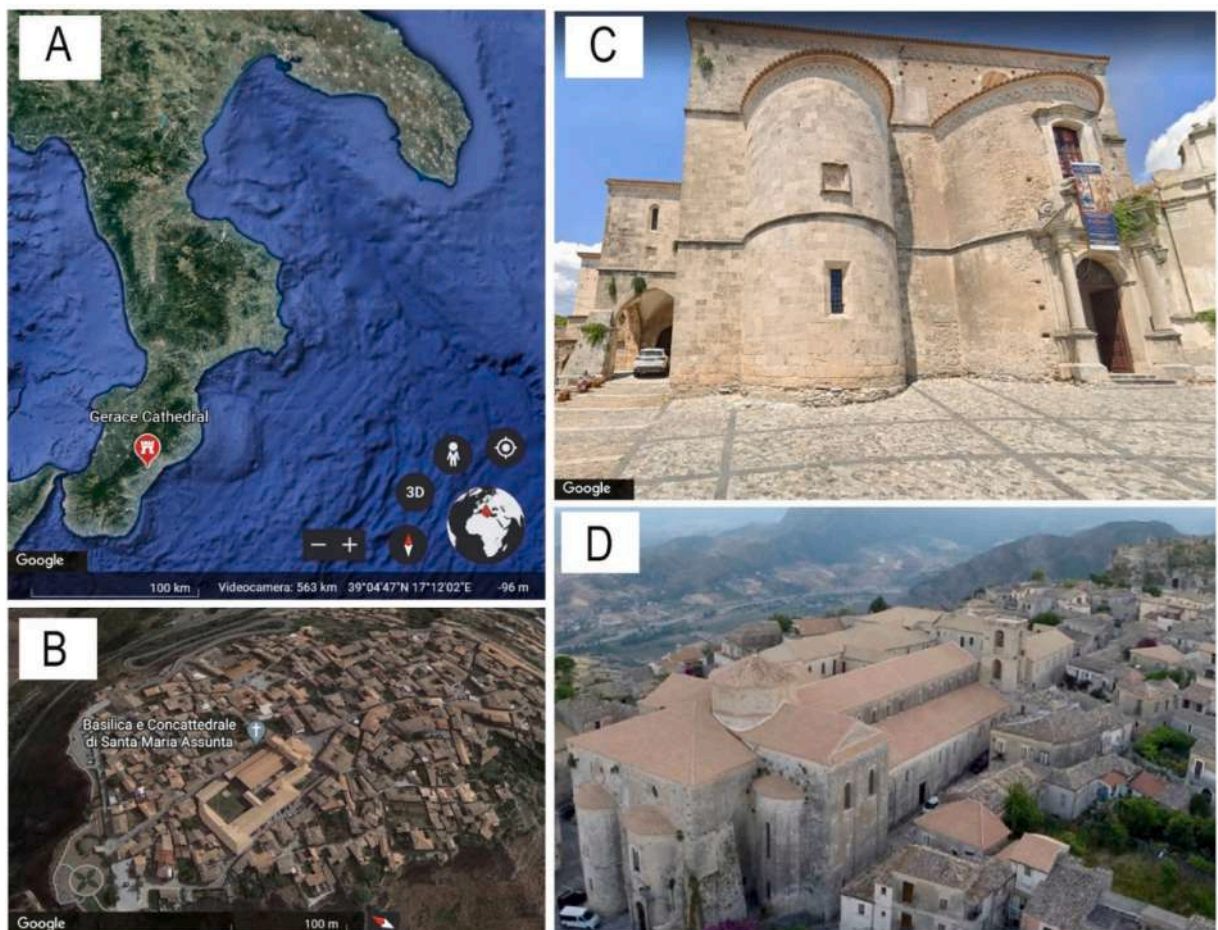 A
Gerace Cathedral
3D
Google
100 km
Videocamera: 563 km 39°04'47"N 17°12'02"E -96 m
B
Basilica e Concattedrale
di Santa Maria Assunta
Google
100 m
C
Google
D